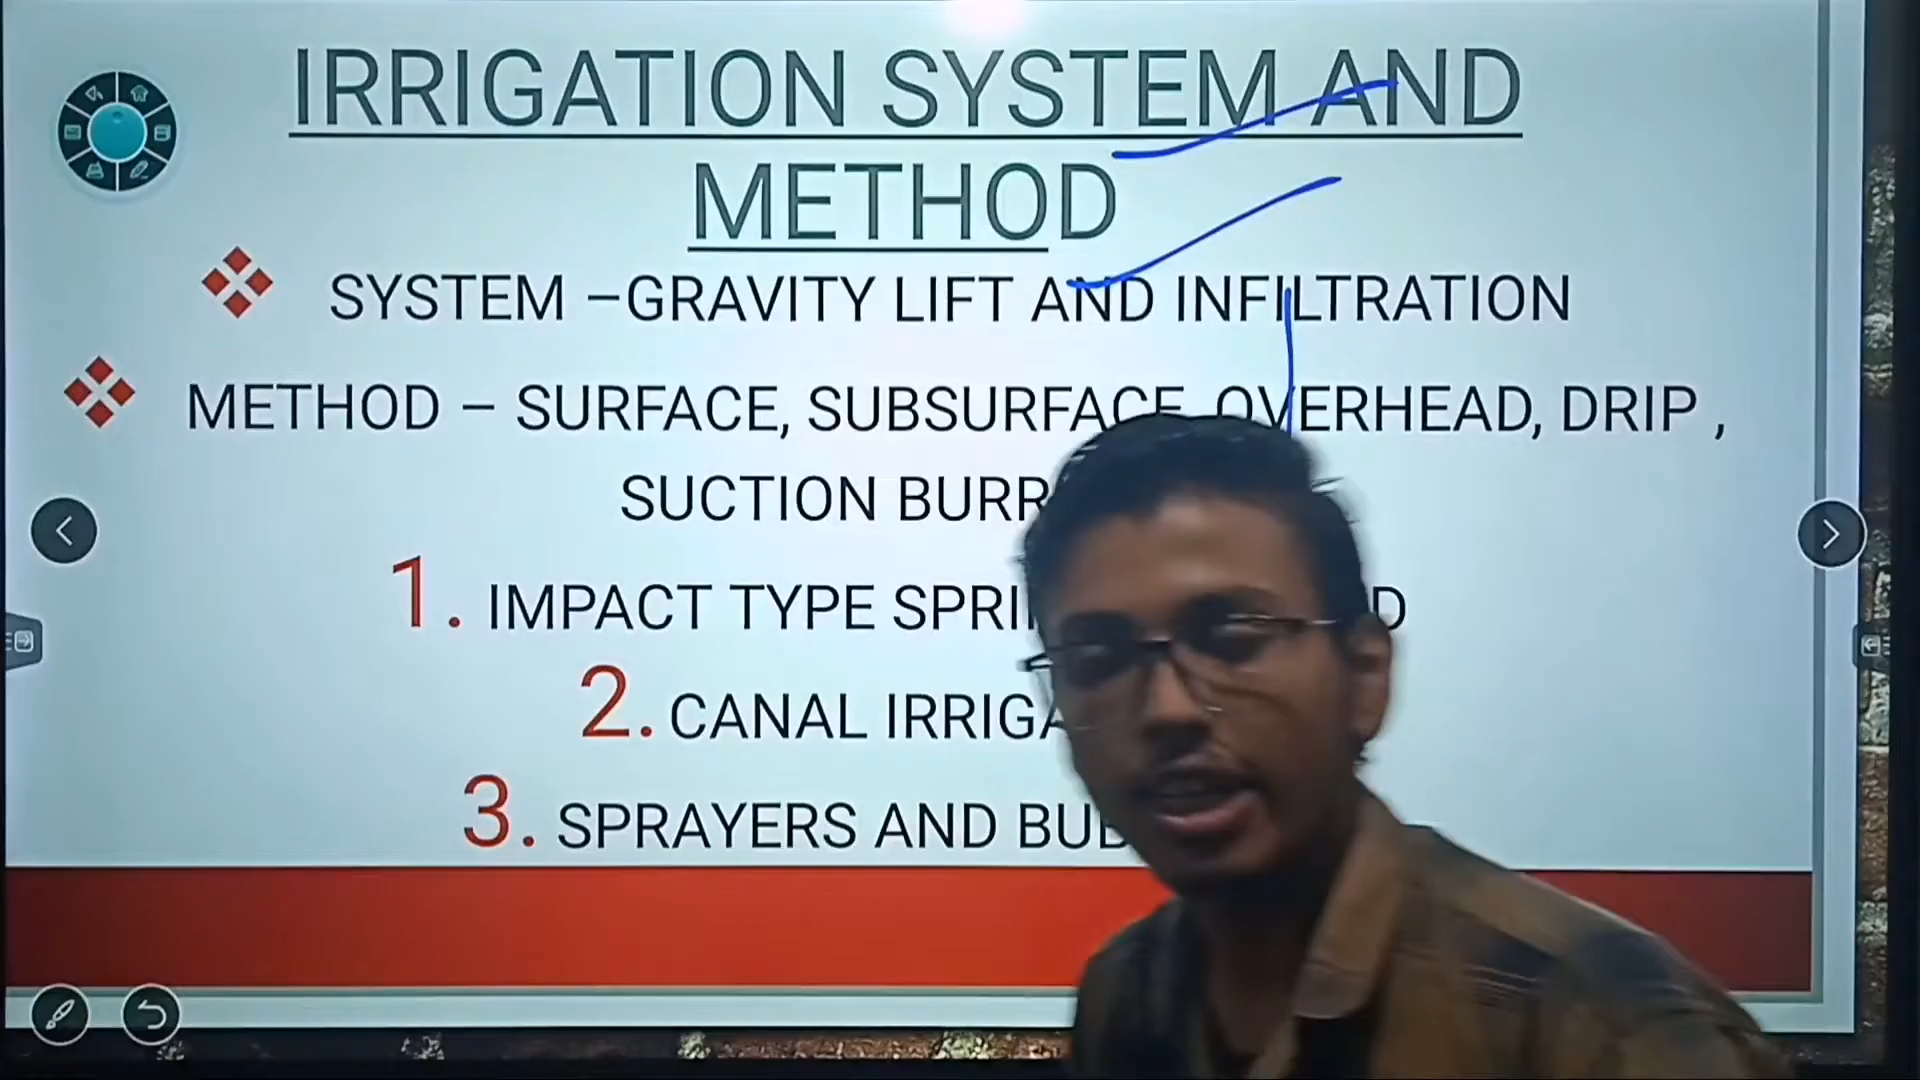 IRRIGATION SYSTEM AND
METHOD
SYSTEM –GRAVITY LIFT AND INFILTRATION
METHOD – SURFACE, SUBSURFACE, OVERHEAD, DRIP ,
SUCTION
1. IMPACT TYPE
2. CANAL
3. SPRAYERS AND